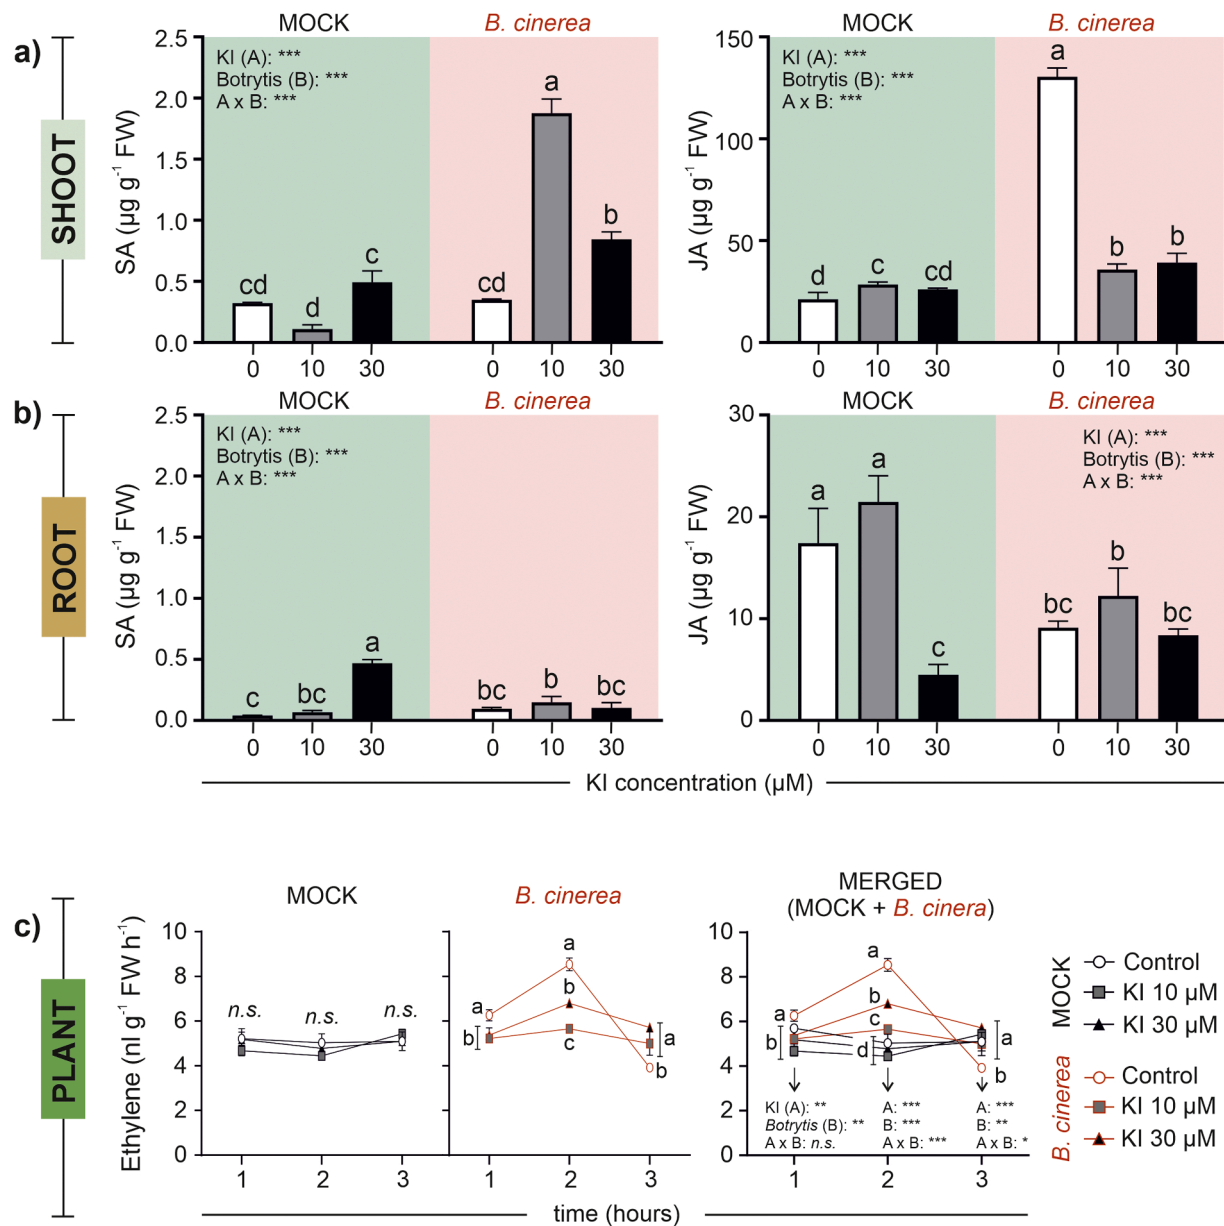 a)
SHOOT
MOCK
B. cinerea
SA (µg g⁻¹ FW)
2.5
2.0
1.5
1.0
0.5
0.0
KI (A): ***
Botrytis (B): ***
A x B: ***
cd
d
c
cd
a
b
0
10
30
0
10
30
MOCK
B. cinerea
JA (µg g⁻¹ FW)
150
100
50
0
KI (A): ***
Botrytis (B): ***
A x B: ***
d
c
cd
a
b
b
0
10
30
0
10
30
b)
ROOT
MOCK
B. cinerea
SA (µg g⁻¹ FW)
2.5
2.0
1.5
1.0
0.5
0.0
KI (A): ***
Botrytis (B): ***
A x B: ***
c
bc
a
bc
b
bc
0
10
30
0
10
30
MOCK
B. cinerea
JA (µg g⁻¹ FW)
30
20
10
0
KI (A): ***
Botrytis (B): ***
A x B: ***
a
a
c
bc
b
bc
0
10
30
0
10
30
KI concentration (µM)
c)
PLANT
MOCK
Ethylene (nl g⁻¹ FW h⁻¹)
10
8
6
4
2
0
n.s.
n.s.
n.s.
1
2
3
B. cinerea
a
b
a
b
c
a
b
1
2
3
MERGED
(MOCK + B. cinera)
10
8
6
4
2
0
a
b
a
b
c
d
a
b
KI (A): **
Botrytis (B): **
A x B: n.s.
A: ***
B: ***
A x B: ***
A: ***
B: **
A x B: *
1
2
3
time (hours)
MOCK
Control
KI 10 µM
KI 30 µM
B. cinerea
Control
KI 10 µM
KI 30 µM